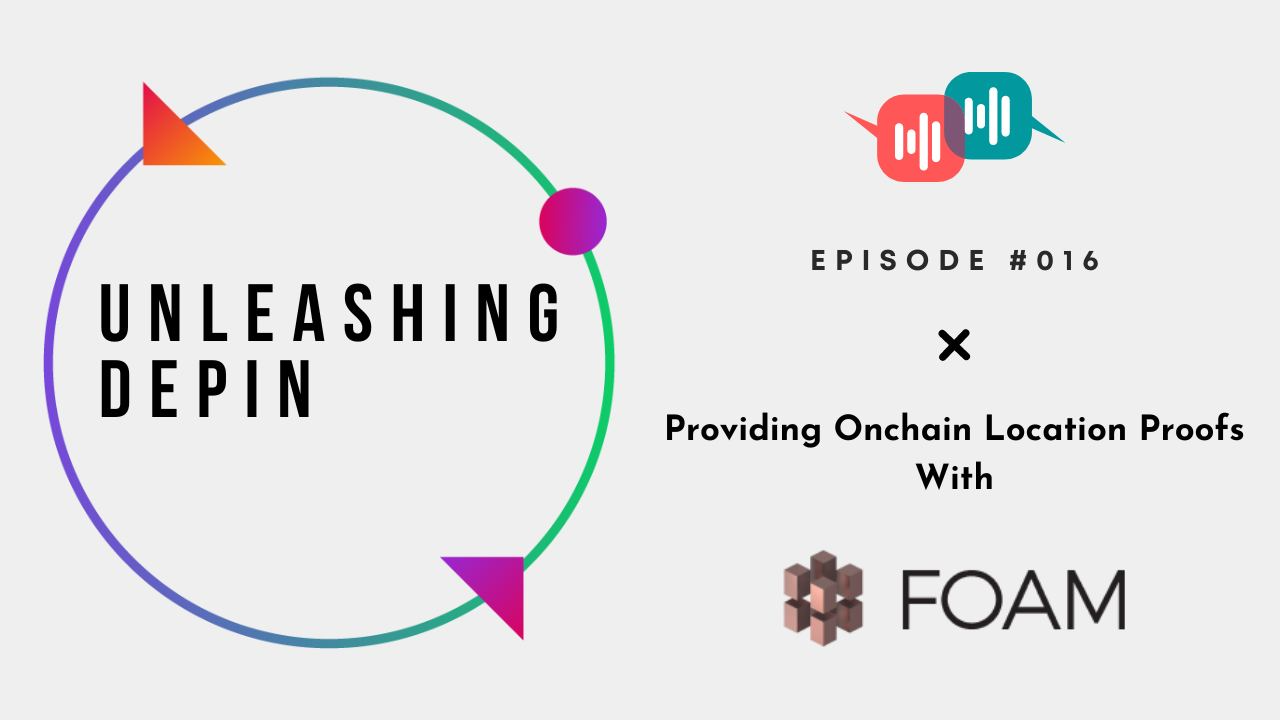 UNLEASHING
DEPIN
EPISODE #016
Providing Onchain Location Proofs
With
FOAM